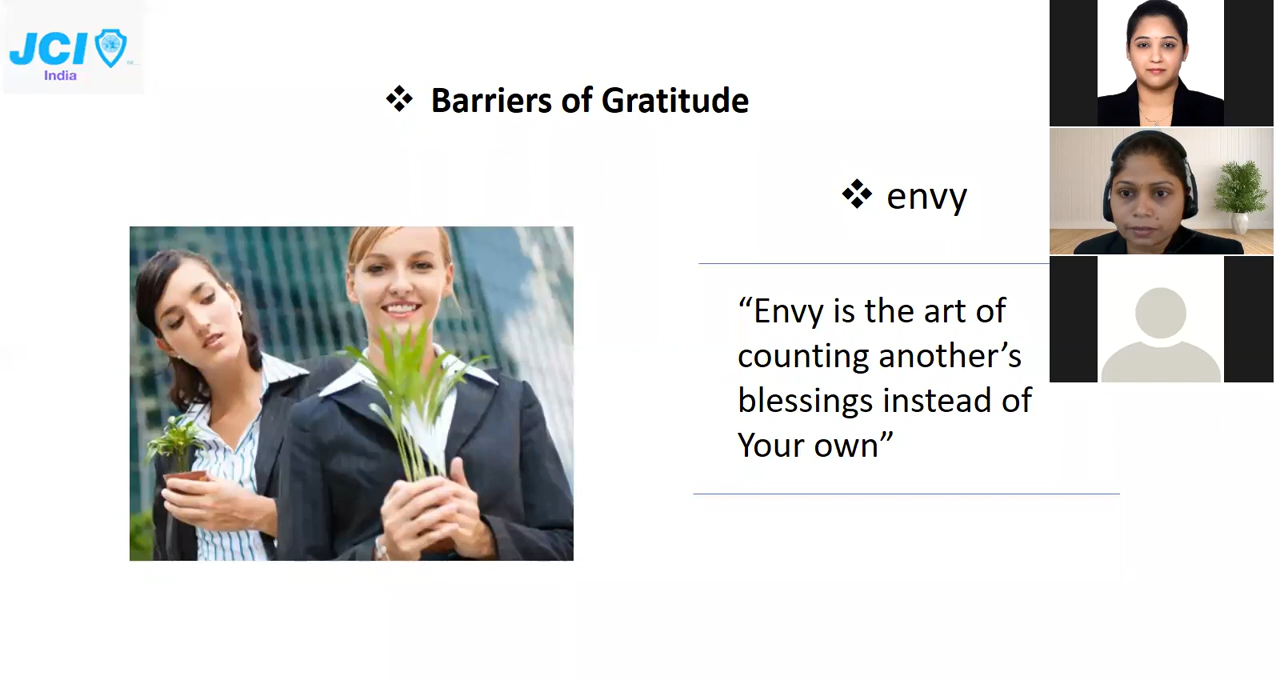 JCI
India
❖ Barriers of Gratitude
❖ envy
“Envy is the art of
counting another’s
blessings instead of
Your own”